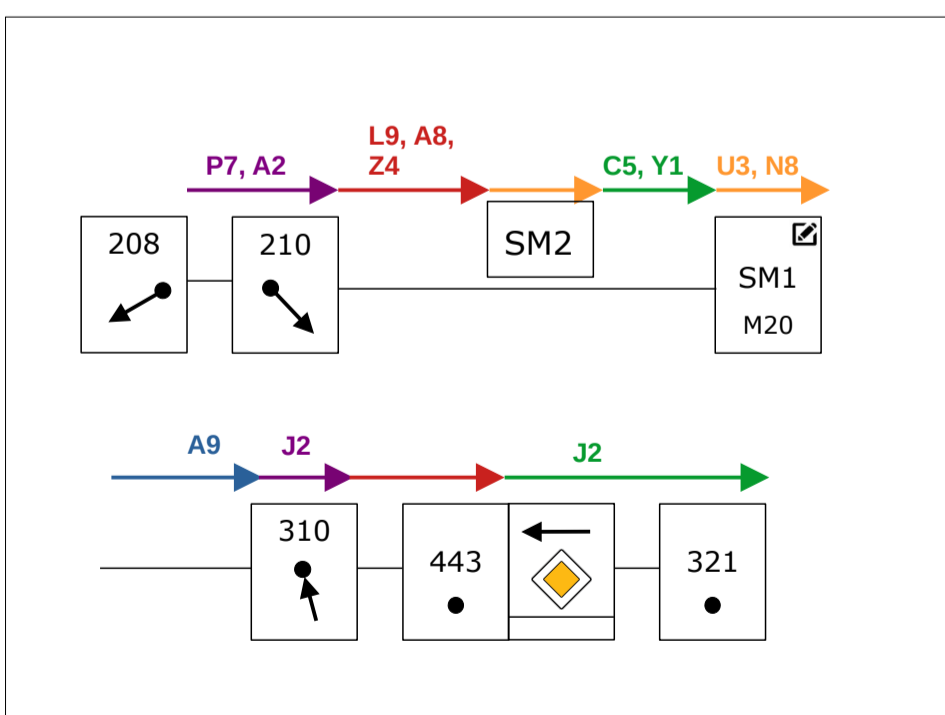 P7, A2
L9, A8,
Z4
C5, Y1
U3, N8
208
210
SM2
SM1
M20
A9
J2
J2
310
443
321